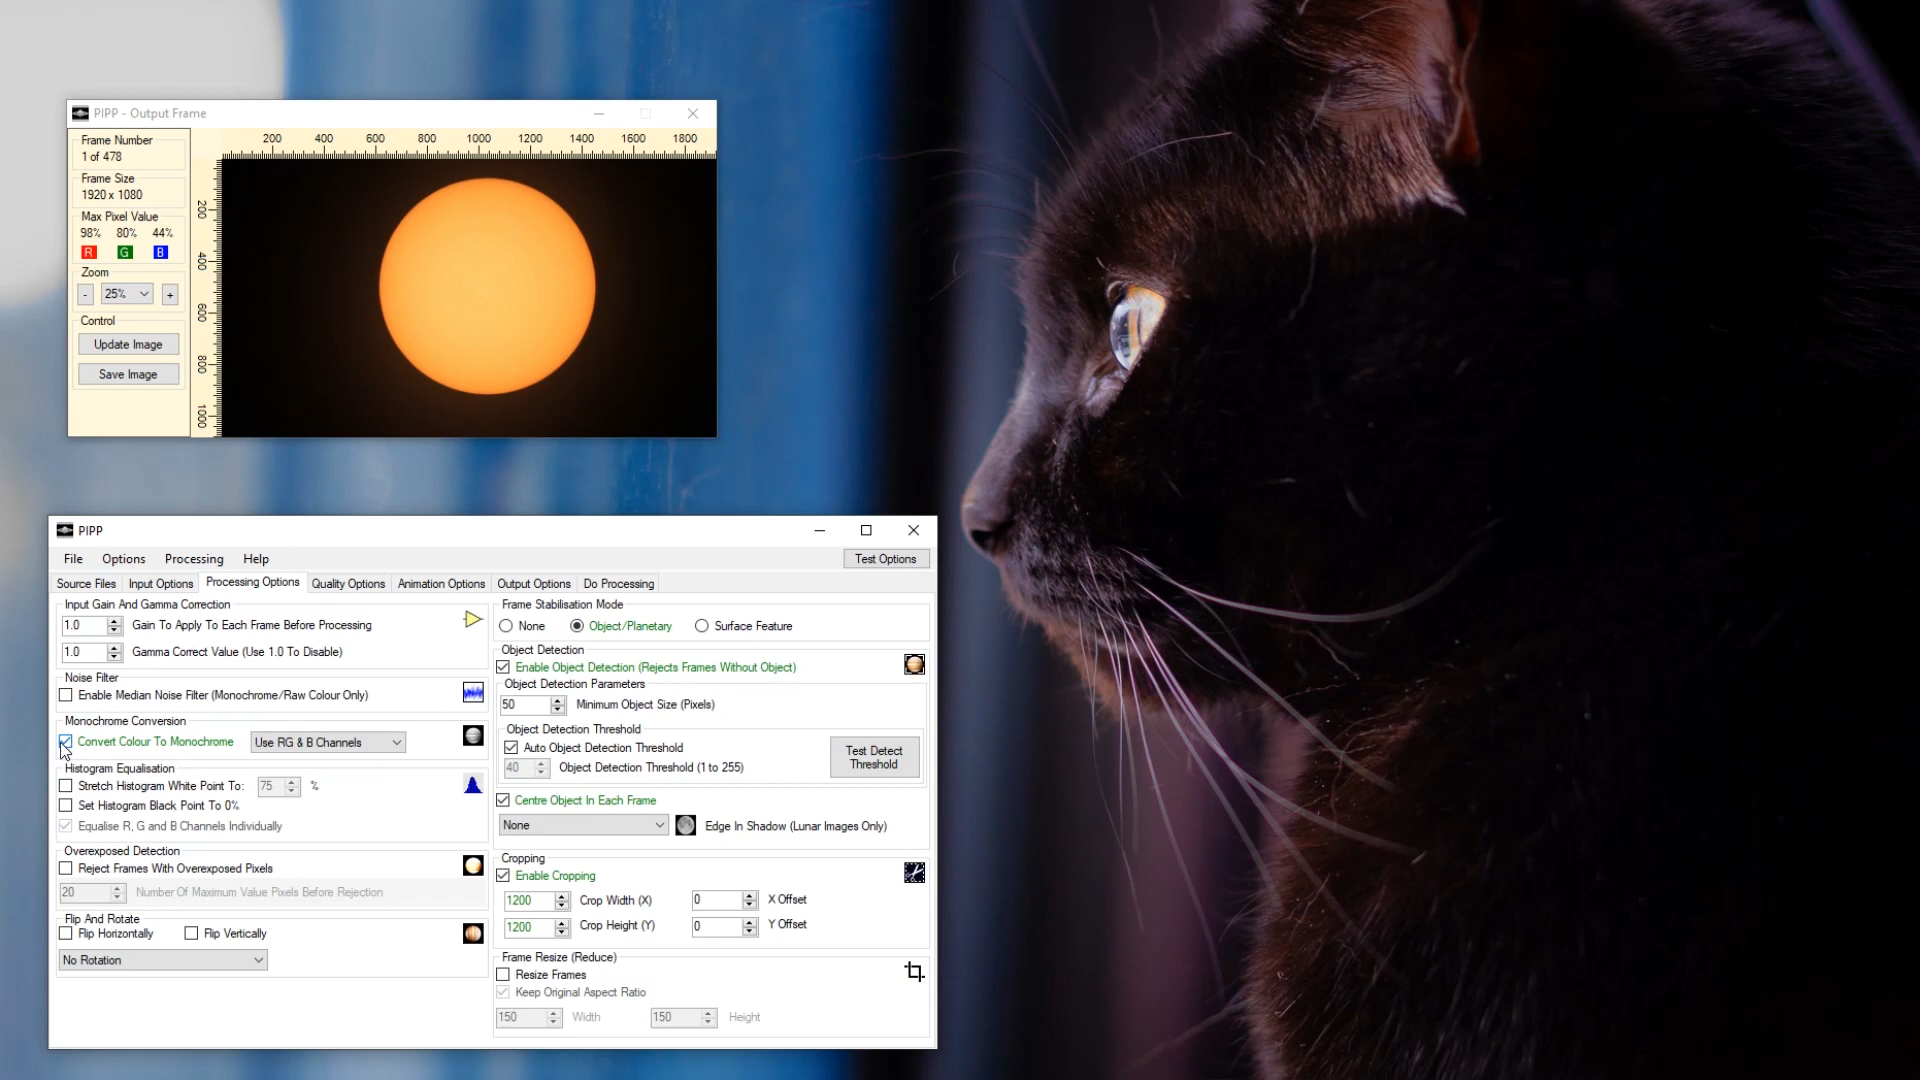 PIPP - Output Frame
Frame Number
1 of 478
Frame Size
1920 x 1080
Max Pixel Value
98% 80% 44%
R G B
Zoom
- 25% +
Control
Update Image
Save Image
200 400 600 800 1000 1200 1400 1600 1800
200
400
600
800
1000
PIPP
File Options Processing Help
Test Options
Source Files Input Options Processing Options Quality Options Animation Options Output Options Do Processing
Input Gain And Gamma Correction
1.0 Gain To Apply To Each Frame Before Processing
1.0 Gamma Correct Value (Use 1.0 To Disable)
Noise Filter
Enable Median Noise Filter (Monochrome/Raw Colour Only)
Monochrome Conversion
Convert Colour To Monochrome Use RG & B Channels
Histogram Equalisation
Stretch Histogram White Point To: 75 %
Set Histogram Black Point To 0%
Equalise R, G and B Channels Individually
Overexposed Detection
Reject Frames With Overexposed Pixels
20 Number Of Maximum Value Pixels Before Rejection
Flip And Rotate
Flip Horizontally Flip Vertically
No Rotation
Frame Stabilisation Mode
None Object/Planetary Surface Feature
Object Detection
Enable Object Detection (Rejects Frames Without Object)
Object Detection Parameters
50 Minimum Object Size (Pixels)
Object Detection Threshold
Auto Object Detection Threshold
40 Object Detection Threshold (1 to 255)
Test Detect
Threshold
Centre Object In Each Frame
None Edge In Shadow (Lunar Images Only)
Cropping
Enable Cropping
1200 Crop Width (X) 0 X Offset
1200 Crop Height (Y) 0 Y Offset
Frame Resize (Reduce)
Resize Frames
Keep Original Aspect Ratio
150 Width 150 Height